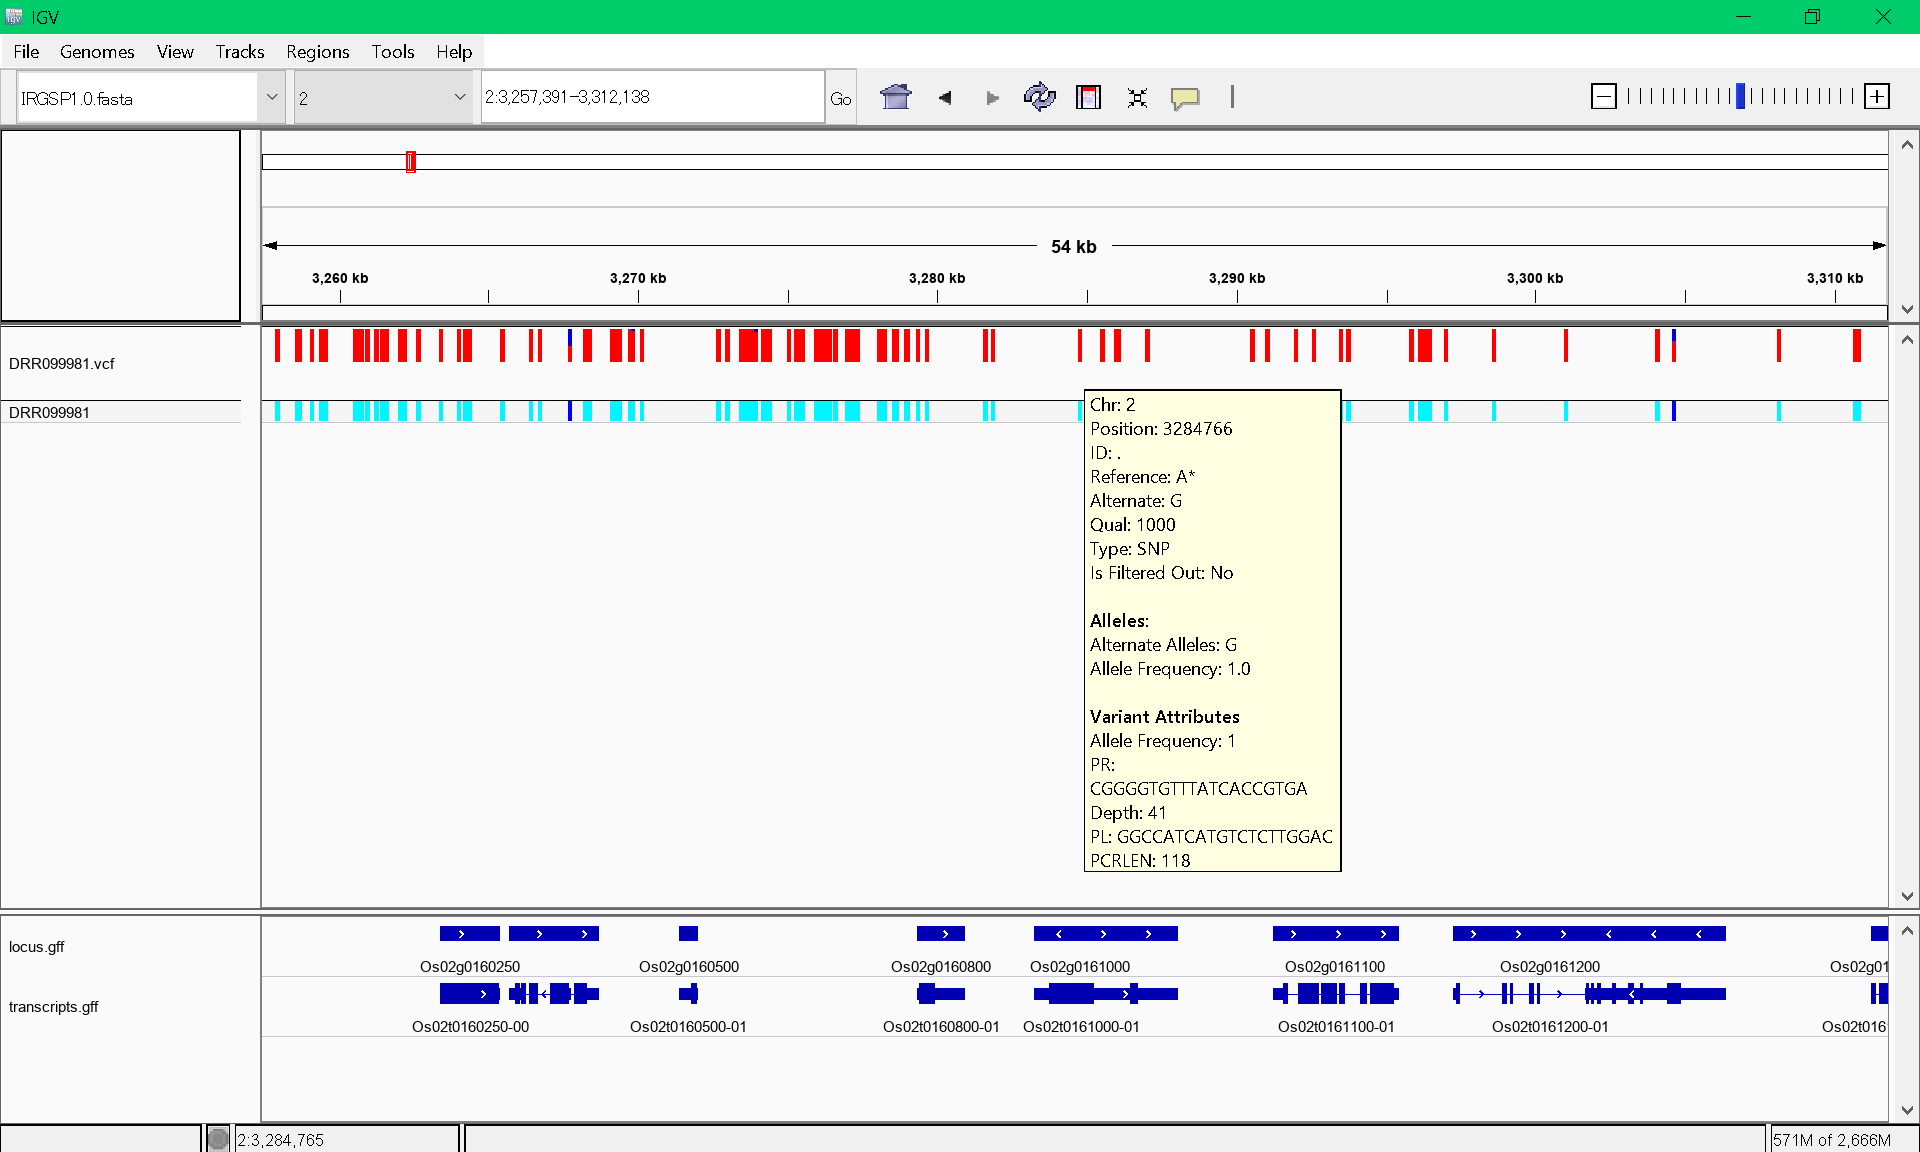 IGV
File Genomes View Tracks Regions Tools Help
IRGSP1.0.fasta 2 2:3,257,391-3,312,138 Go
54 kb
3,260 kb 3,270 kb 3,280 kb 3,290 kb 3,300 kb 3,310 kb
DRR099981.vcf
DRR099981
Chr: 2
Position: 3284766
ID: .
Reference: A*
Alternate: G
Qual: 1000
Type: SNP
Is Filtered Out: No
Alleles:
Alternate Alleles: G
Allele Frequency: 1.0
Variant Attributes
Allele Frequency: 1
PR:
CGGGGTGTTTATCACCGTGA
Depth: 41
PL: GGCCATCATGTCTCTTGGAC
PCRLEN: 118
locus.gff
Os02g0160250 Os02g0160500 Os02g0160800 Os02g0161000 Os02g0161100 Os02g0161200 Os02g01
transcripts.gff
Os02t0160250-00 Os02t0160500-01 Os02t0160800-01 Os02t0161000-01 Os02t0161100-01 Os02t0161200-01 Os02t016
2:3,284,765 571M of 2,666M